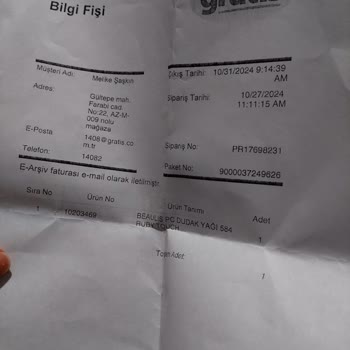 Bilgi Fişi
gratis
Müşteri Adı: Melike Şaşkın
Adres: Gültepe mah.
Farabi cad.
No:22, AZ-M-
009 nolu
mağaza
E-Posta 1408@gratis.co
m.tr
Telefon: 14082
Çıkış Tarihi: 10/31/2024 9:14:39
AM
Sipariş Tarihi: 10/27/2024
11:11:15 AM
Sipariş No: PR17698231
Paket No: 9000037249626
E-Arşiv faturası e-mail olarak iletilmiştir.
Sıra No Ürün No Ürün Tanımı Adet
1 10203469 BEAULIS PC DUDAK YAĞI 584 1
RUBY TOUCH
Toplam Adet 1